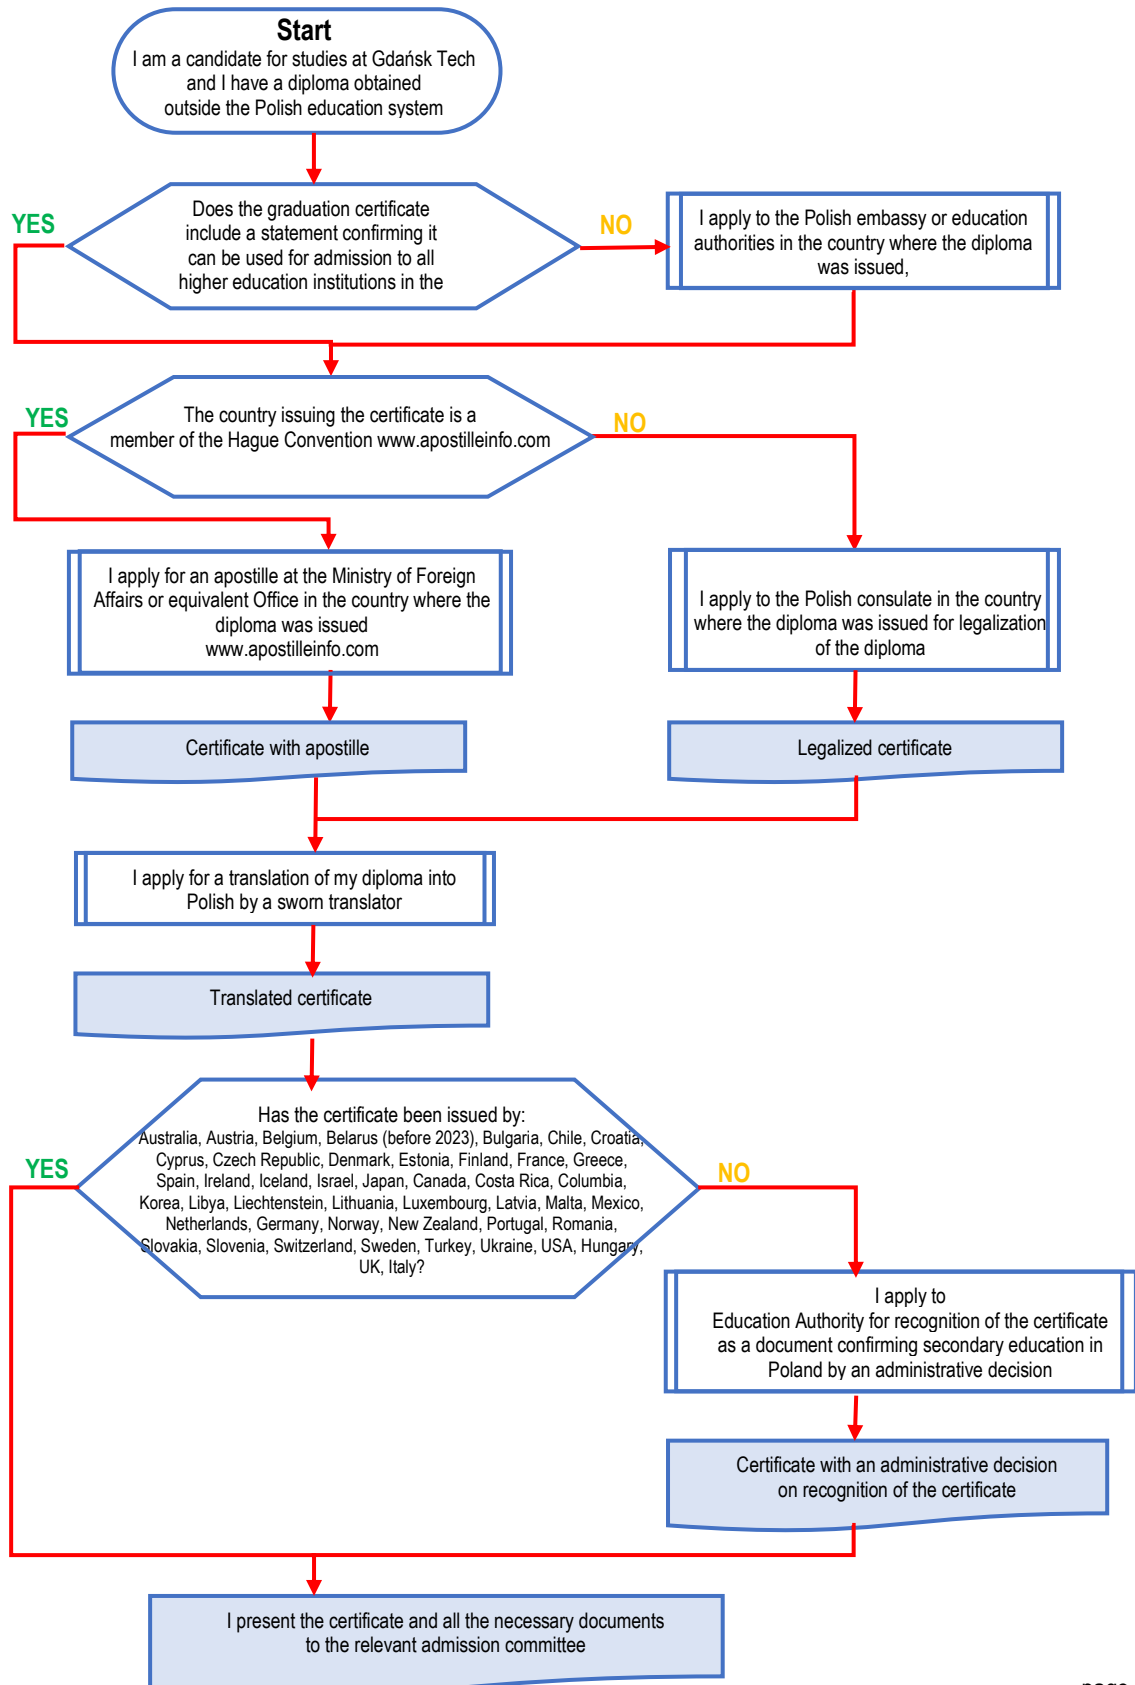 Start
I am a candidate for studies at Gdańsk Tech
and I have a diploma obtained
outside the Polish education system
YES
Does the graduation certificate
include a statement confirming it
can be used for admission to all
higher education institutions in the
NO
I apply to the Polish embassy or education
authorities in the country where the diploma
was issued,
YES
The country issuing the certificate is a
member of the Hague Convention www.apostilleinfo.com
NO
I apply for an apostille at the Ministry of Foreign
Affairs or equivalent Office in the country where the
diploma was issued
www.apostilleinfo.com
I apply to the Polish consulate in the country
where the diploma was issued for legalization
of the diploma
Certificate with apostille
Legalized certificate
I apply for a translation of my diploma into
Polish by a sworn translator
Translated certificate
YES
Has the certificate been issued by:
Australia, Austria, Belgium, Belarus (before 2023), Bulgaria, Chile, Croatia,
Cyprus, Czech Republic, Denmark, Estonia, Finland, France, Greece,
Spain, Ireland, Iceland, Israel, Japan, Canada, Costa Rica, Columbia,
Korea, Libya, Liechtenstein, Lithuania, Luxembourg, Latvia, Malta, Mexico,
Netherlands, Germany, Norway, New Zealand, Portugal, Romania,
Slovakia, Slovenia, Switzerland, Sweden, Turkey, Ukraine, USA, Hungary,
UK, Italy?
NO
I apply to
Education Authority for recognition of the certificate
as a document confirming secondary education in
Poland by an administrative decision
Certificate with an administrative decision
on recognition of the certificate
I present the certificate and all the necessary documents
to the relevant admission committee